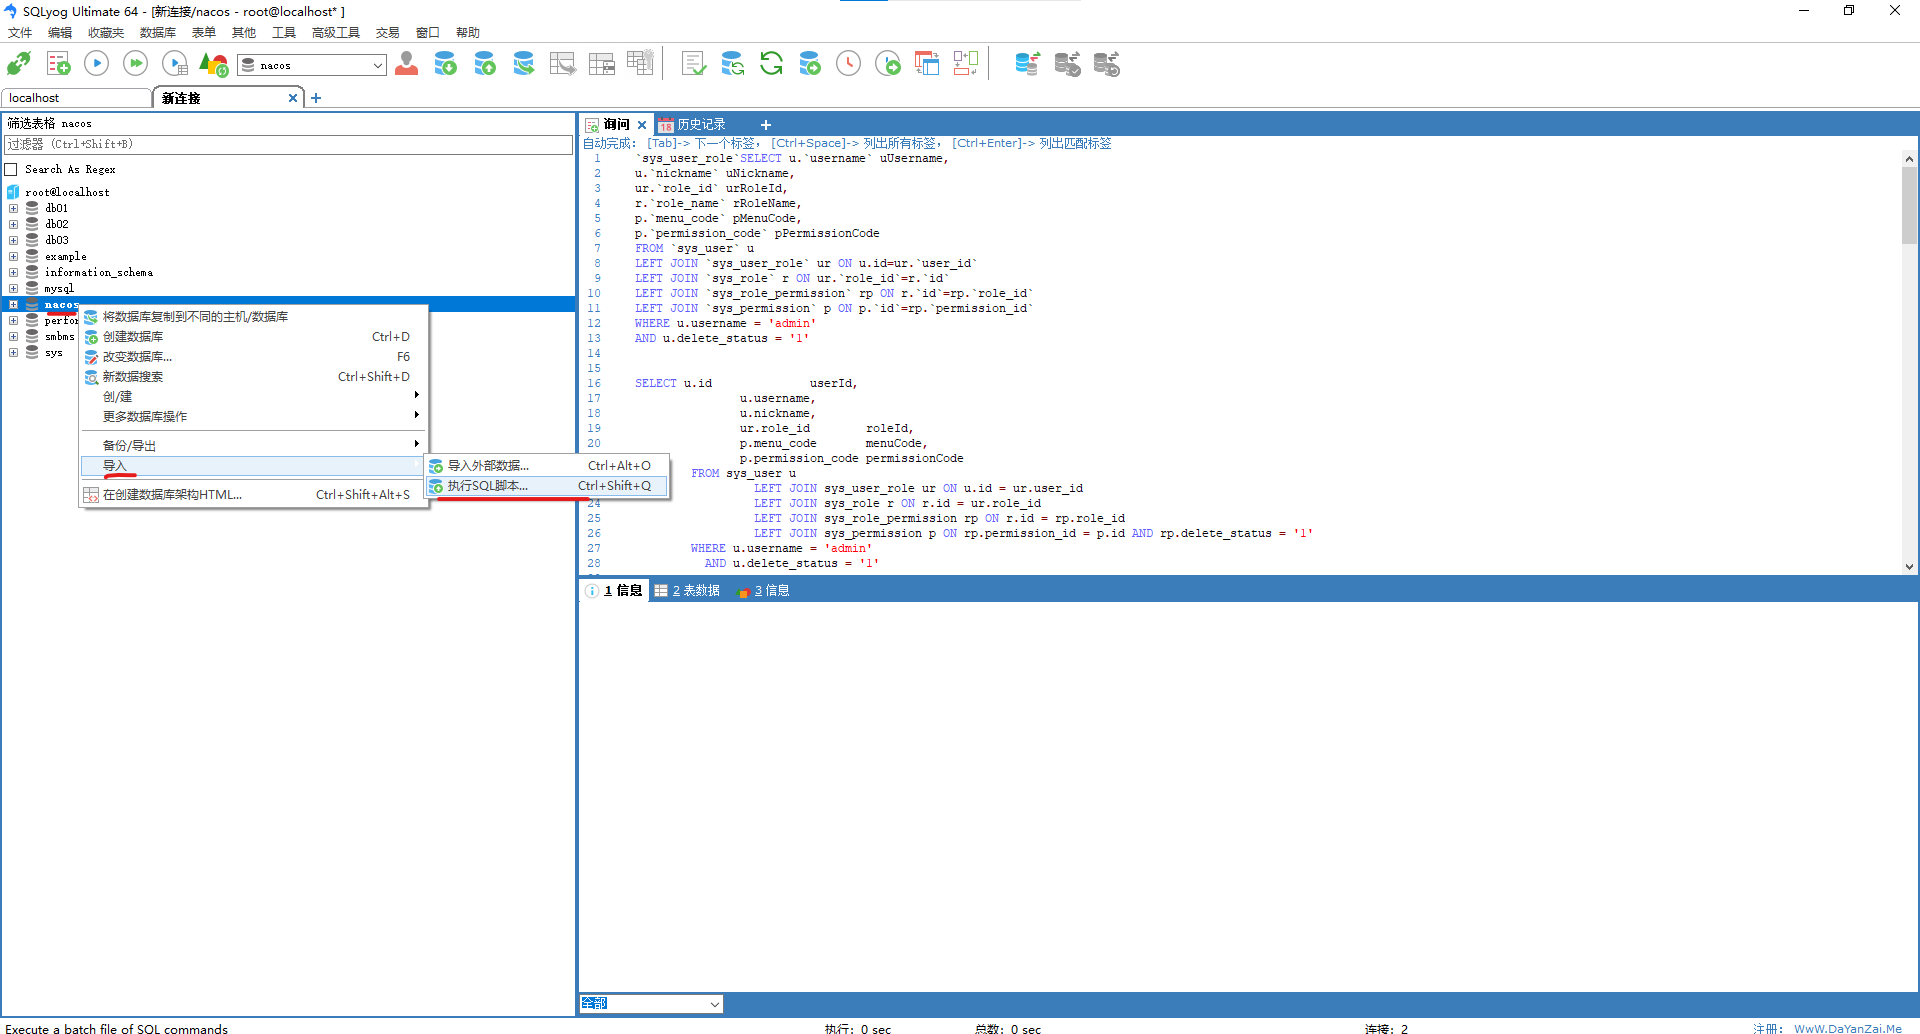 SQLyog Ultimate 64 - [新连接/nacos - root@localhost* ]
文件 编辑 收藏夹 数据库 表单 其他 工具 高级工具 交易 窗口 帮助
nacos
localhost 新连接
筛选表格 nacos
过滤器 (Ctrl+Shift+B)
Search As Regex
root@localhost
db01
db02
db03
example
information_schema
mysql
nacos
perfor
smbms
sys
将数据库复制到不同的主机/数据库
创建数据库 Ctrl+D
改变数据库... F6
新数据搜索 Ctrl+Shift+D
创/建
更多数据库操作
备份/导出
导入
在创建数据库架构HTML... Ctrl+Shift+Alt+S
导入外部数据... Ctrl+Alt+O
执行SQL脚本... Ctrl+Shift+Q
询问 18 历史记录
自动完成: [Tab]-> 下一个标签, [Ctrl+Space]-> 列出所有标签, [Ctrl+Enter]-> 列出匹配标签
1 `sys_user_role`SELECT u.`username` uUsername,
2 u.`nickname` uNickname,
3 ur.`role_id` urRoleId,
4 r.`role_name` rRoleName,
5 p.`menu_code` pMenuCode,
6 p.`permission_code` pPermissionCode
7 FROM `sys_user` u
8 LEFT JOIN `sys_user_role` ur ON u.id=ur.`user_id`
9 LEFT JOIN `sys_role` r ON ur.`role_id`=r.`id`
10 LEFT JOIN `sys_role_permission` rp ON r.`id`=rp.`role_id`
11 LEFT JOIN `sys_permission` p ON p.`id`=rp.`permission_id`
12 WHERE u.username = 'admin'
13 AND u.delete_status = '1'
14
15
16 SELECT u.id userId,
17 u.username,
18 u.nickname,
19 ur.role_id roleId,
20 p.menu_code menuCode,
p.permission_code permissionCode
FROM sys_user u
LEFT JOIN sys_user_role ur ON u.id = ur.user_id
24 LEFT JOIN sys_role r ON r.id = ur.role_id
25 LEFT JOIN sys_role_permission rp ON r.id = rp.role_id
26 LEFT JOIN sys_permission p ON rp.permission_id = p.id AND rp.delete_status = '1'
27 WHERE u.username = 'admin'
28 AND u.delete_status = '1'
1 信息 2 表数据 3 信息
全部
Execute a batch file of SQL commands 执行: 0 sec 总数: 0 sec 连接: 2 注册: WwW.DaYanZai.Me